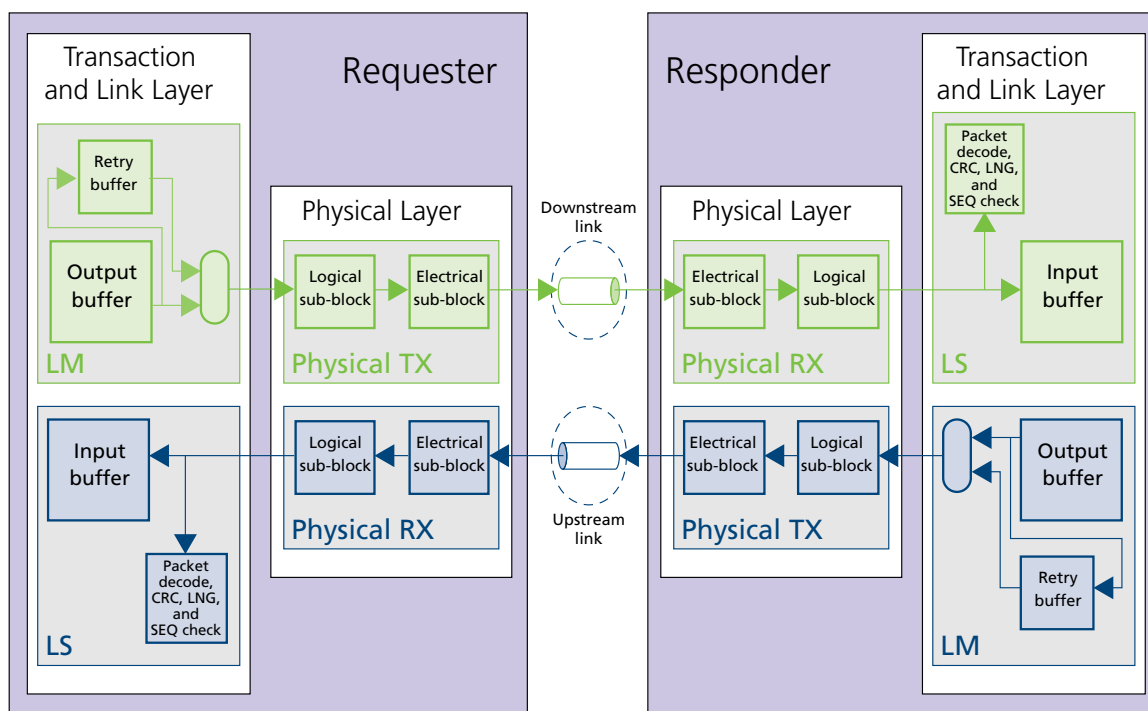 Requester
Responder
Transaction
and Link Layer
Retry
buffer
Output
buffer
LM
Physical Layer
Logical
sub-block
Electrical
sub-block
Physical TX
Downstream
link
Physical Layer
Electrical
sub-block
Logical
sub-block
Physical RX
Transaction
and Link Layer
Packet
decode,
CRC, LNG,
and
SEQ check
Input
buffer
LS
Input
buffer
Packet
decode,
CRC, LNG,
and
SEQ check
LS
Logical
sub-block
Electrical
sub-block
Physical RX
Upstream
link
Electrical
sub-block
Logical
sub-block
Physical TX
Output
buffer
Retry
buffer
LM